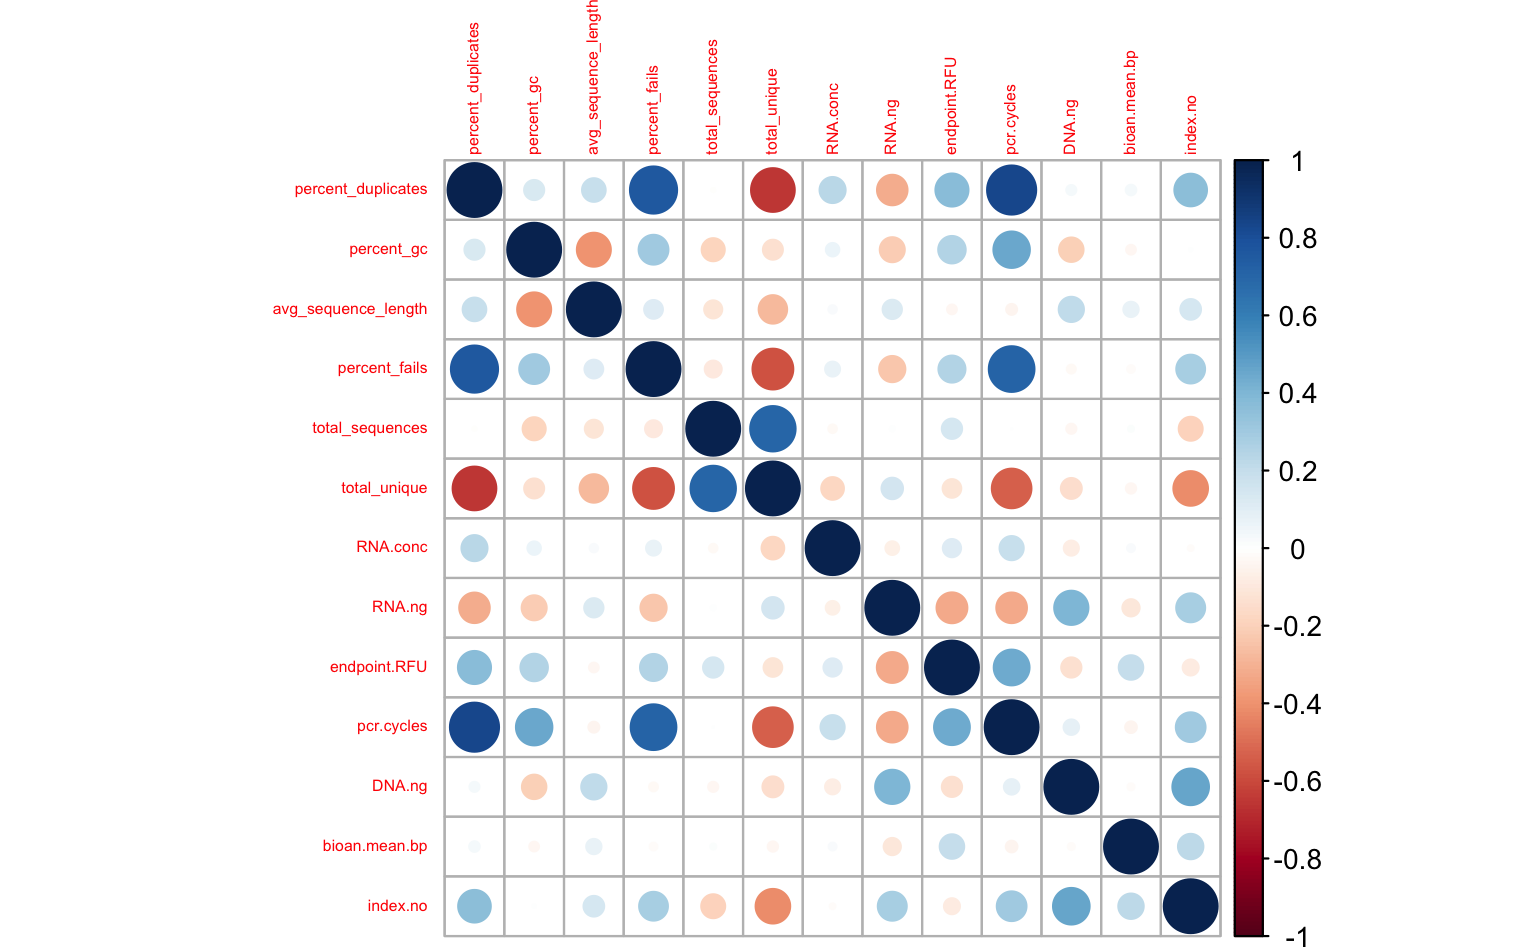 percent_duplicates
percent_gc
avg_sequence_length
percent_fails
total_sequences
total_unique
RNA.conc
RNA.ng
endpoint.RFU
pcr.cycles
DNA.ng
bioan.mean.bp
index.no
percent_duplicates
percent_gc
avg_sequence_length
percent_fails
total_sequences
total_unique
RNA.conc
RNA.ng
endpoint.RFU
pcr.cycles
DNA.ng
bioan.mean.bp
index.no
1
0.8
0.6
0.4
0.2
0
-0.2
-0.4
-0.6
-0.8
-1